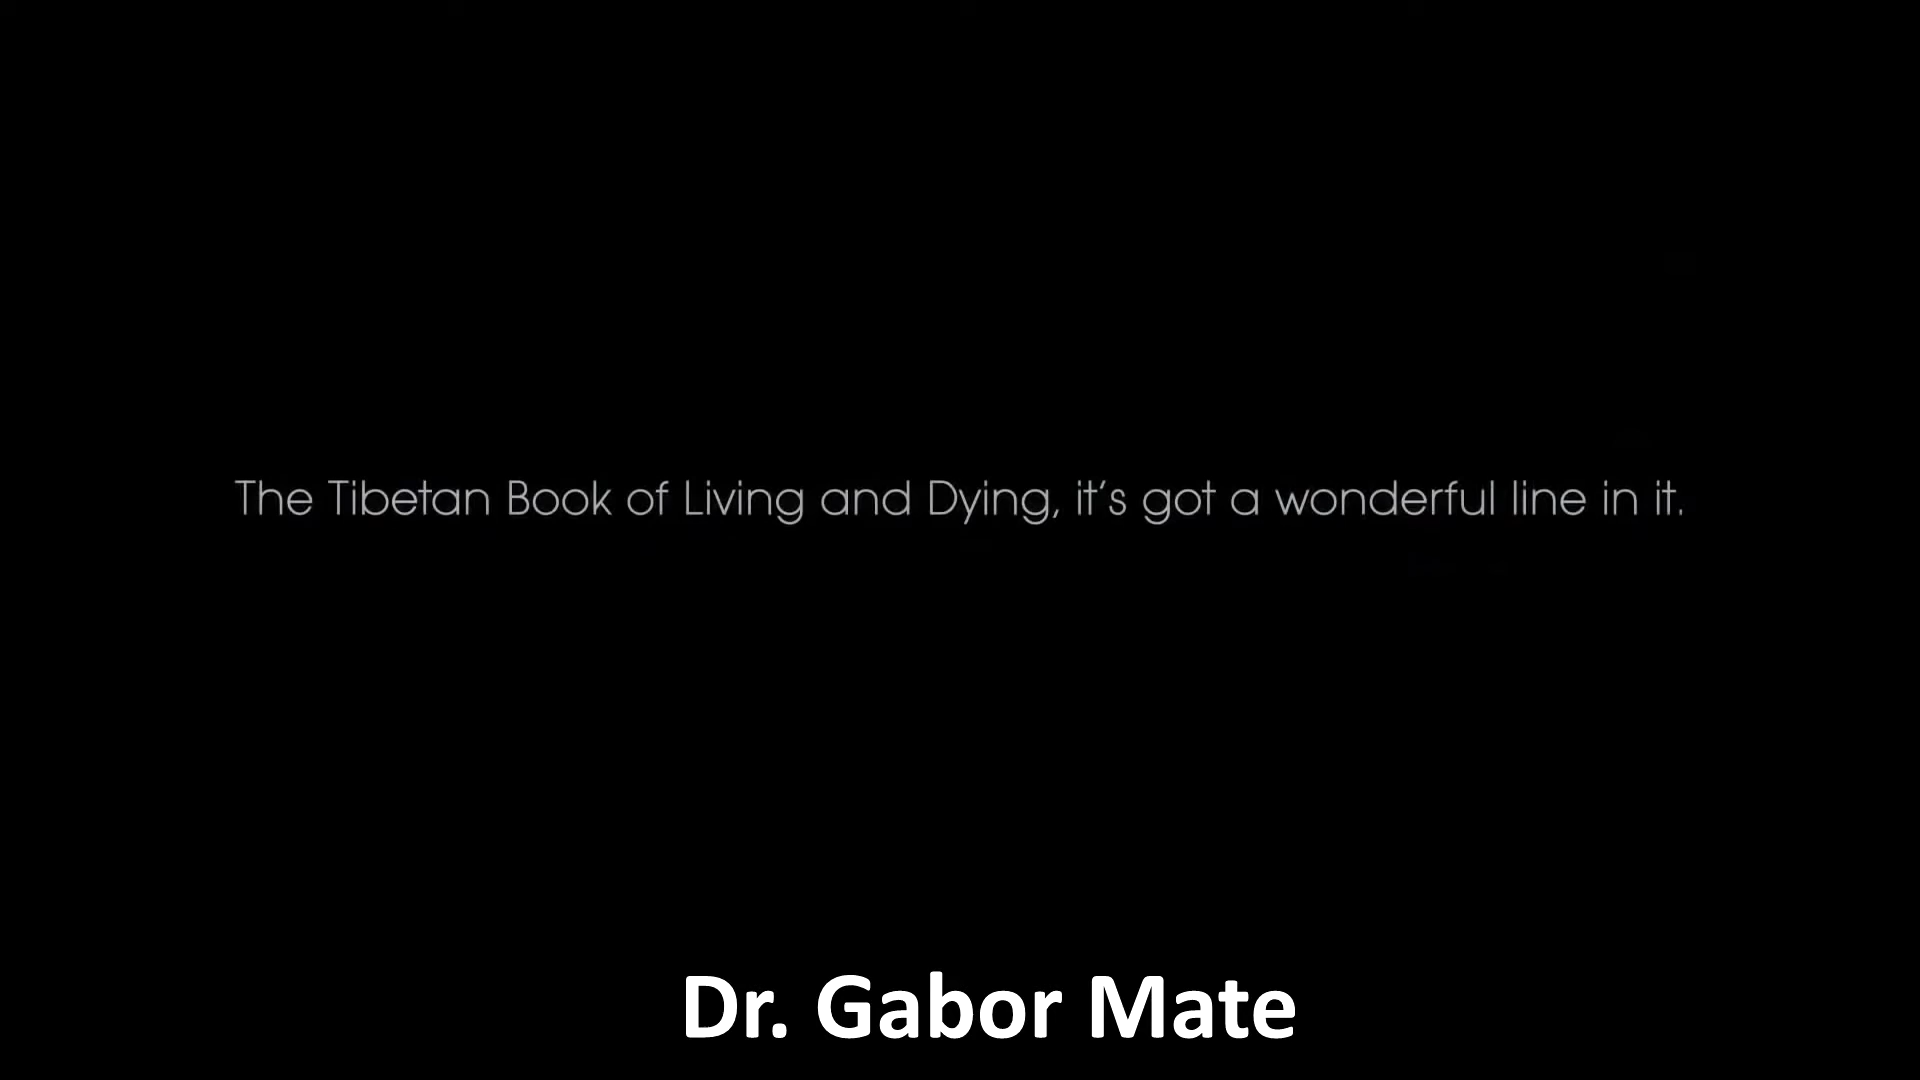 The Tibetan Book of Living and Dying, it's got a wonderful line in it.
Dr. Gabor Mate